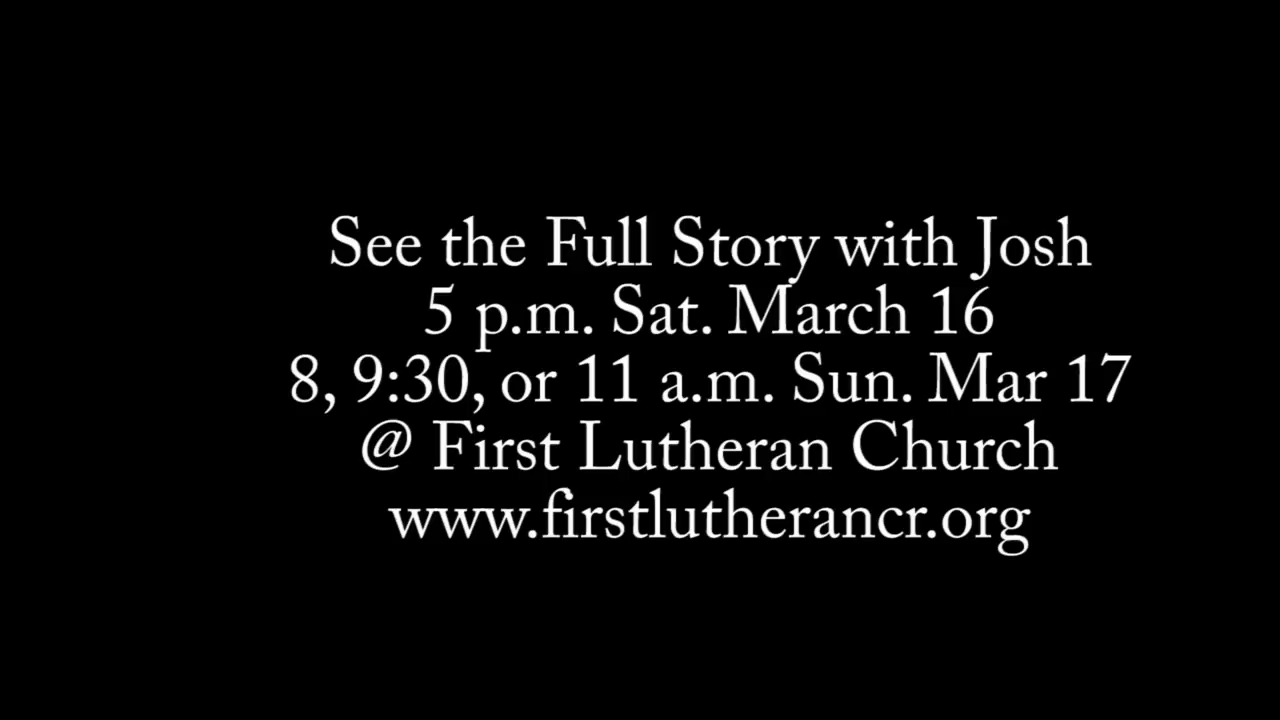 See the Full Story with Josh
5 p.m. Sat. March 16
8, 9:30, or 11 a.m. Sun. Mar 17
@ First Lutheran Church
www.firstlutherancr.org